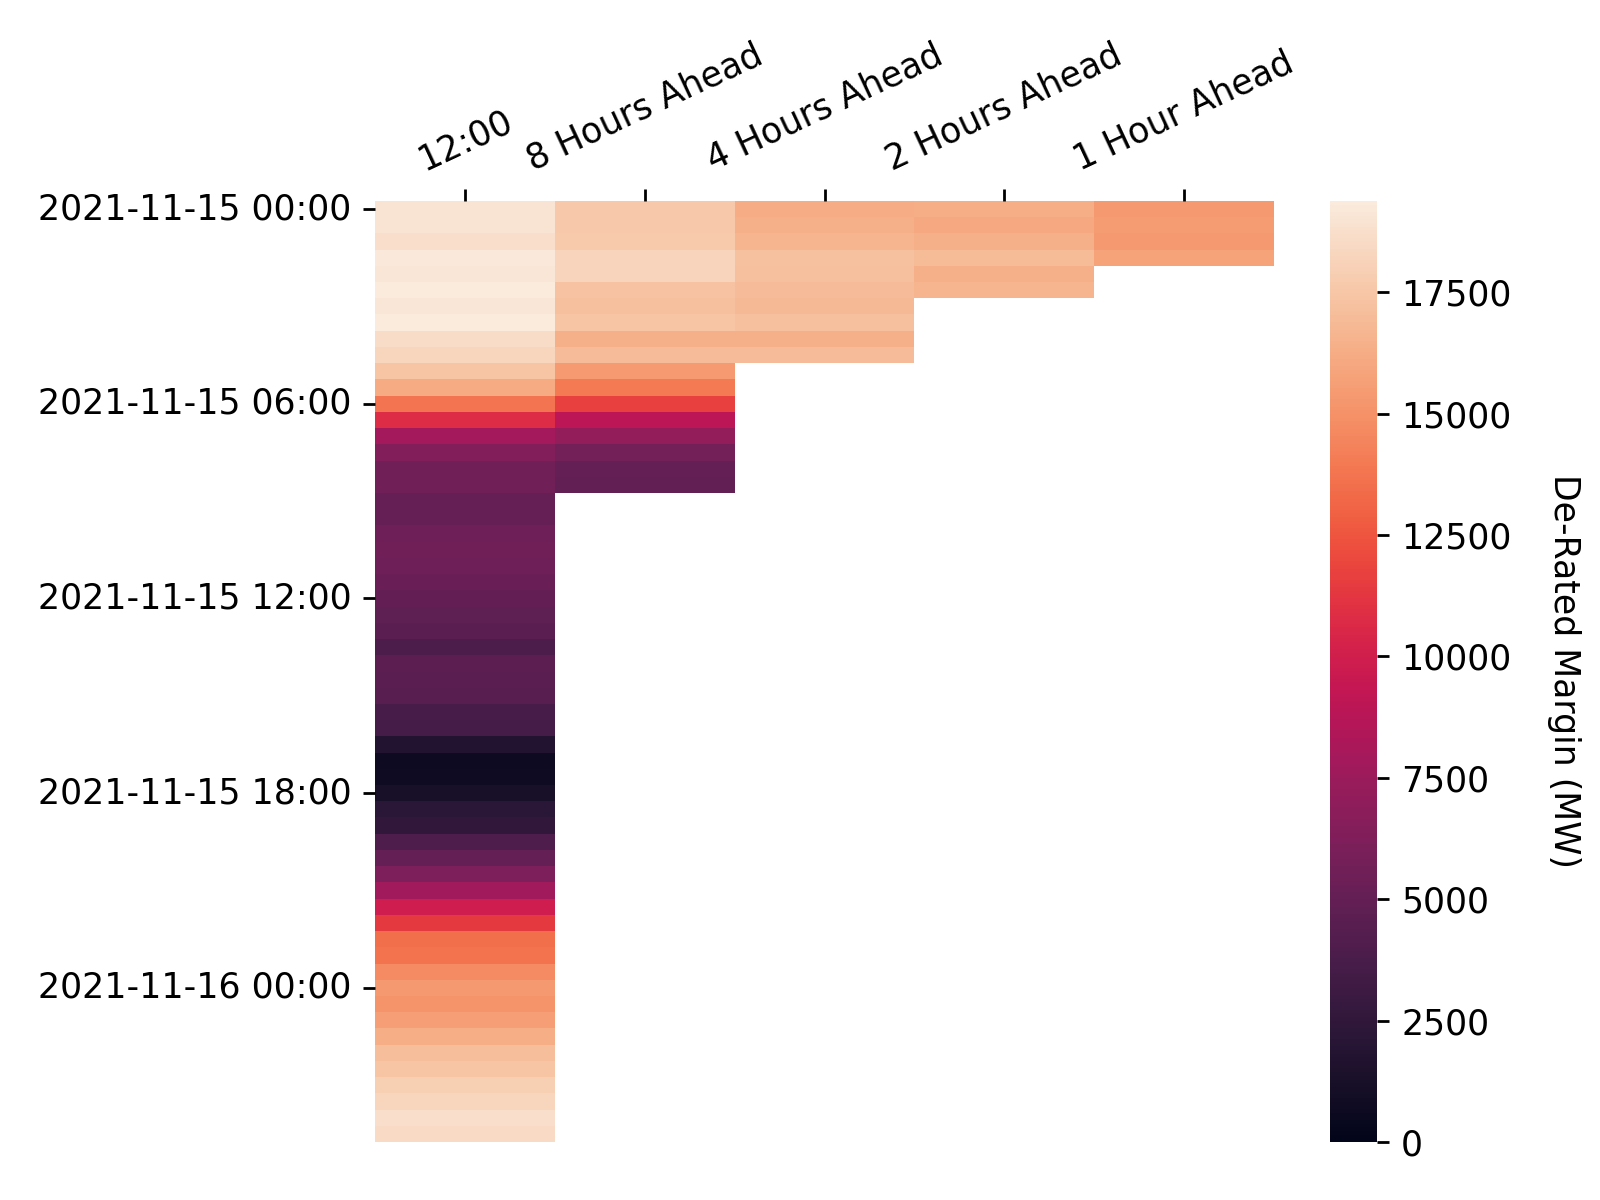 12:00
8 Hours Ahead
4 Hours Ahead
2 Hours Ahead
1 Hour Ahead
2021-11-15 00:00
2021-11-15 06:00
2021-11-15 12:00
2021-11-15 18:00
2021-11-16 00:00
17500
15000
12500
10000
7500
5000
2500
0
De-Rated Margin (MW)